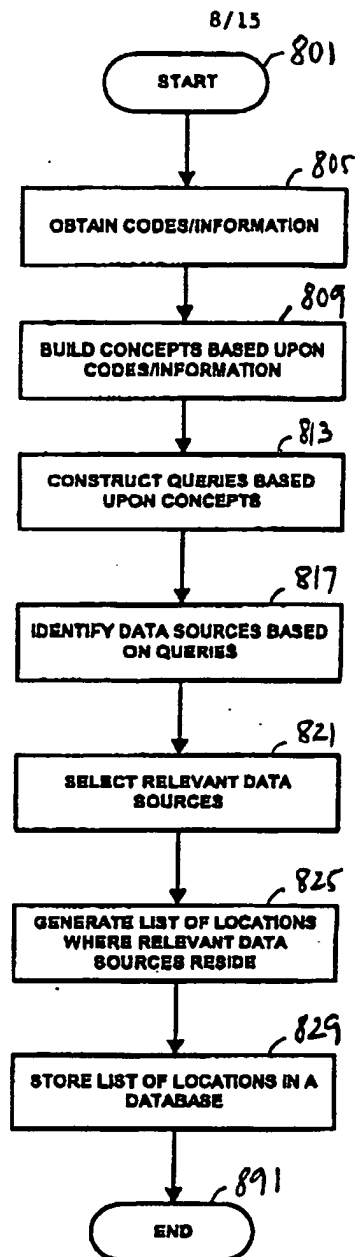 8/15
801
START
805
OBTAIN CODES/INFORMATION
809
BUILD CONCEPTS BASED UPON
CODES/INFORMATION
813
CONSTRUCT QUERIES BASED
UPON CONCEPTS
817
IDENTIFY DATA SOURCES BASED
ON QUERIES
821
SELECT RELEVANT DATA
SOURCES
825
GENERATE LIST OF LOCATIONS
WHERE RELEVANT DATA
SOURCES RESIDE
829
STORE LIST OF LOCATIONS IN A
DATABASE
891
END